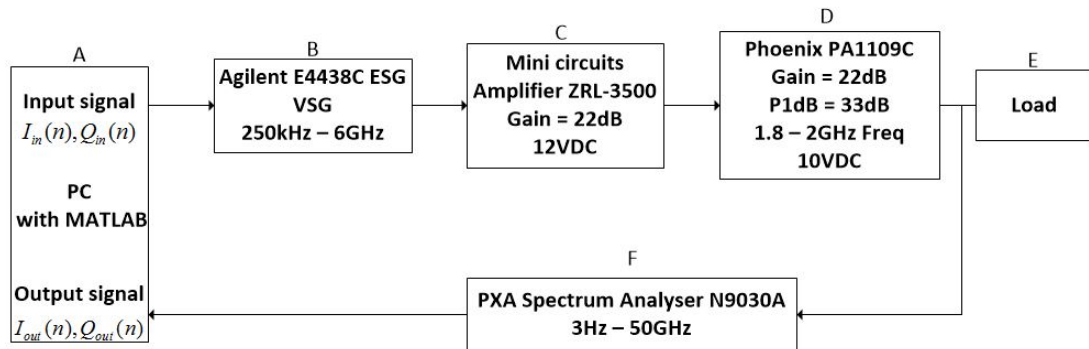 A
Input signal
I_in(n), Q_in(n)
PC
with MATLAB
Output signal
I_out(n), Q_out(n)
B
Agilent E4438C ESG
VSG
250kHz – 6GHz
C
Mini circuits
Amplifier ZRL-3500
Gain = 22dB
12VDC
D
Phoenix PA1109C
Gain = 22dB
P1dB = 33dB
1.8 – 2GHz Freq
10VDC
E
Load
F
PXA Spectrum Analyser N9030A
3Hz – 50GHz